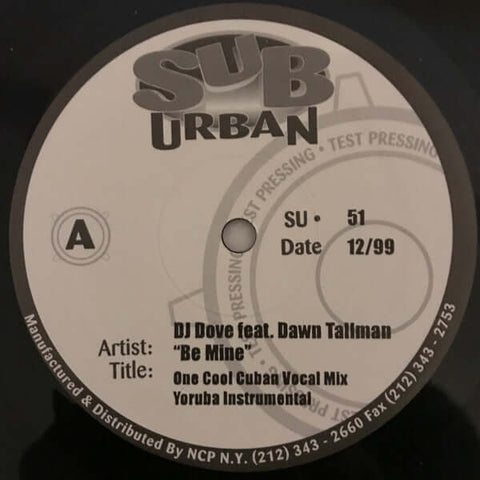 SUB
URBAN
TEST PRESSING • TEST PRESSING
TEST PRESSING
A
SU • 51
Date 12/99
DJ Dove feat. Dawn Tallman
Artist: "Be Mine"
Title: One Cool Cuban Vocal Mix
Yoruba Instrumental
Manufactured & Distributed By NCP N.Y. (212) 343 - 2660 Fax (212) 343 - 2753